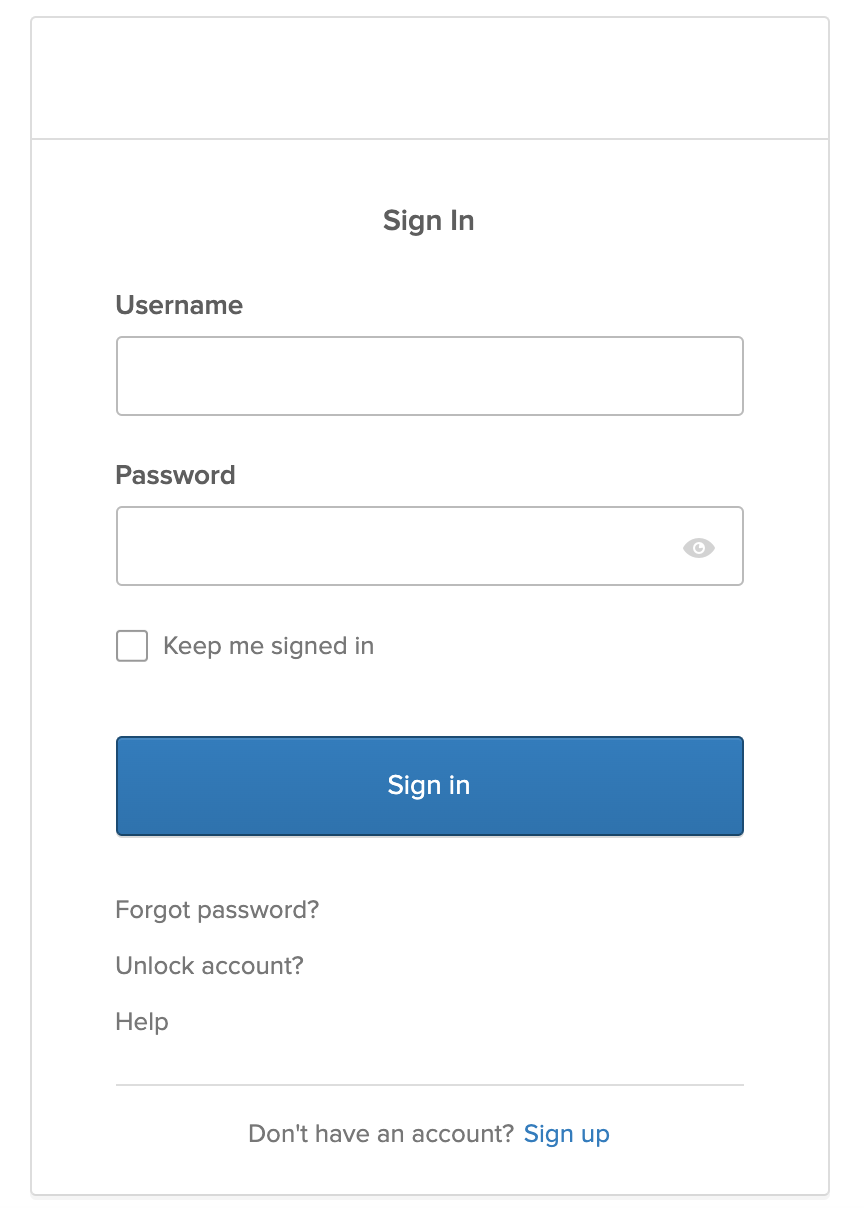 Sign In
Username
Password
Keep me signed in
Sign in
Forgot password?
Unlock account?
Help
Don't have an account? Sign up